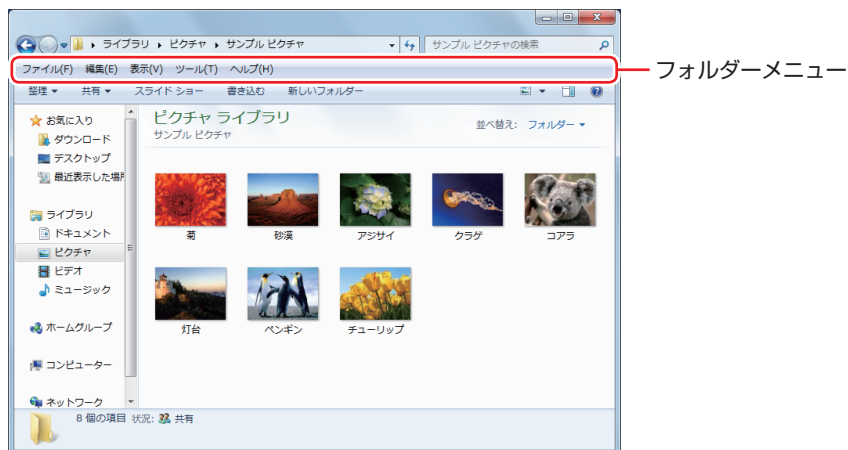 ライブラリ ▸ ピクチャ ▸ サンプル ピクチャ
サンプル ピクチャの検索
ファイル(F) 編集(E) 表示(V) ツール(T) ヘルプ(H)
フォルダーメニュー
整理 共有 スライド ショー 書き込む 新しいフォルダー
お気に入り
ダウンロード
デスクトップ
最近表示した場所
ライブラリ
ドキュメント
ピクチャ
ビデオ
ミュージック
ホームグループ
コンピューター
ネットワーク
ピクチャ ライブラリ
サンプル ピクチャ
並べ替え: フォルダー
菊
砂漠
アジサイ
クラゲ
コアラ
灯台
ペンギン
チューリップ
8 個の項目 状況: 共有